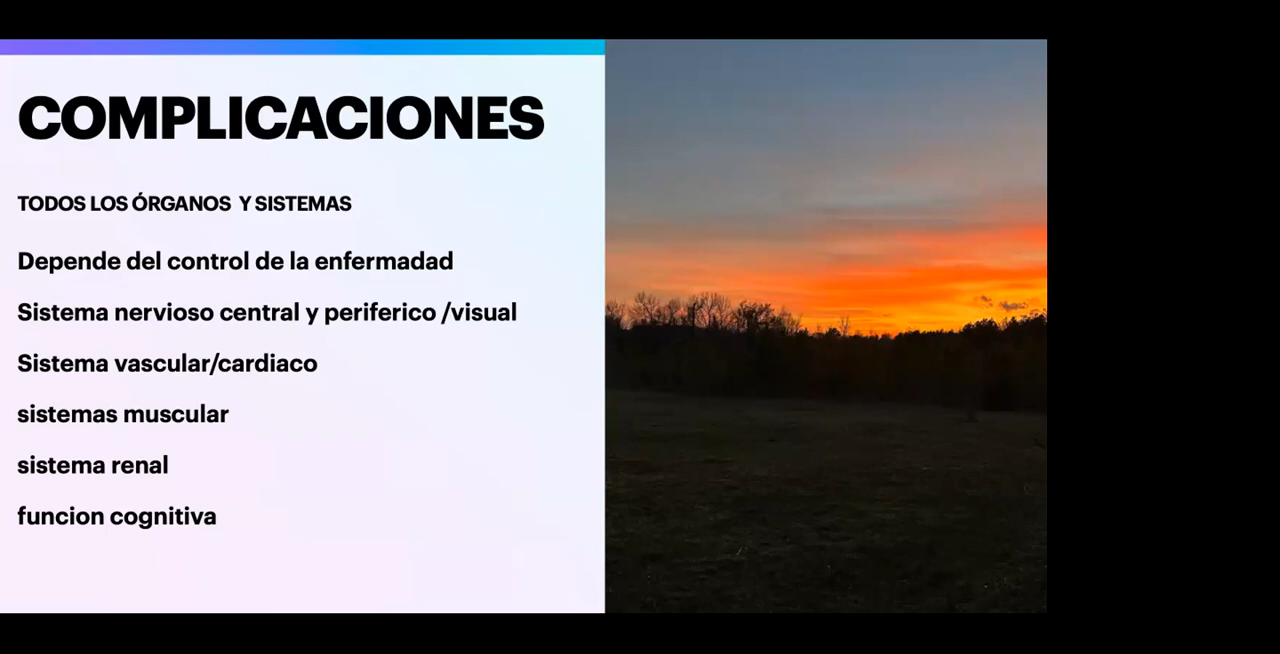 COMPLICACIONES
TODOS LOS ÓRGANOS Y SISTEMAS
Depende del control de la enfermadad
Sistema nervioso central y periferico /visual
Sistema vascular/cardiaco
sistemas muscular
sistema renal
funcion cognitiva